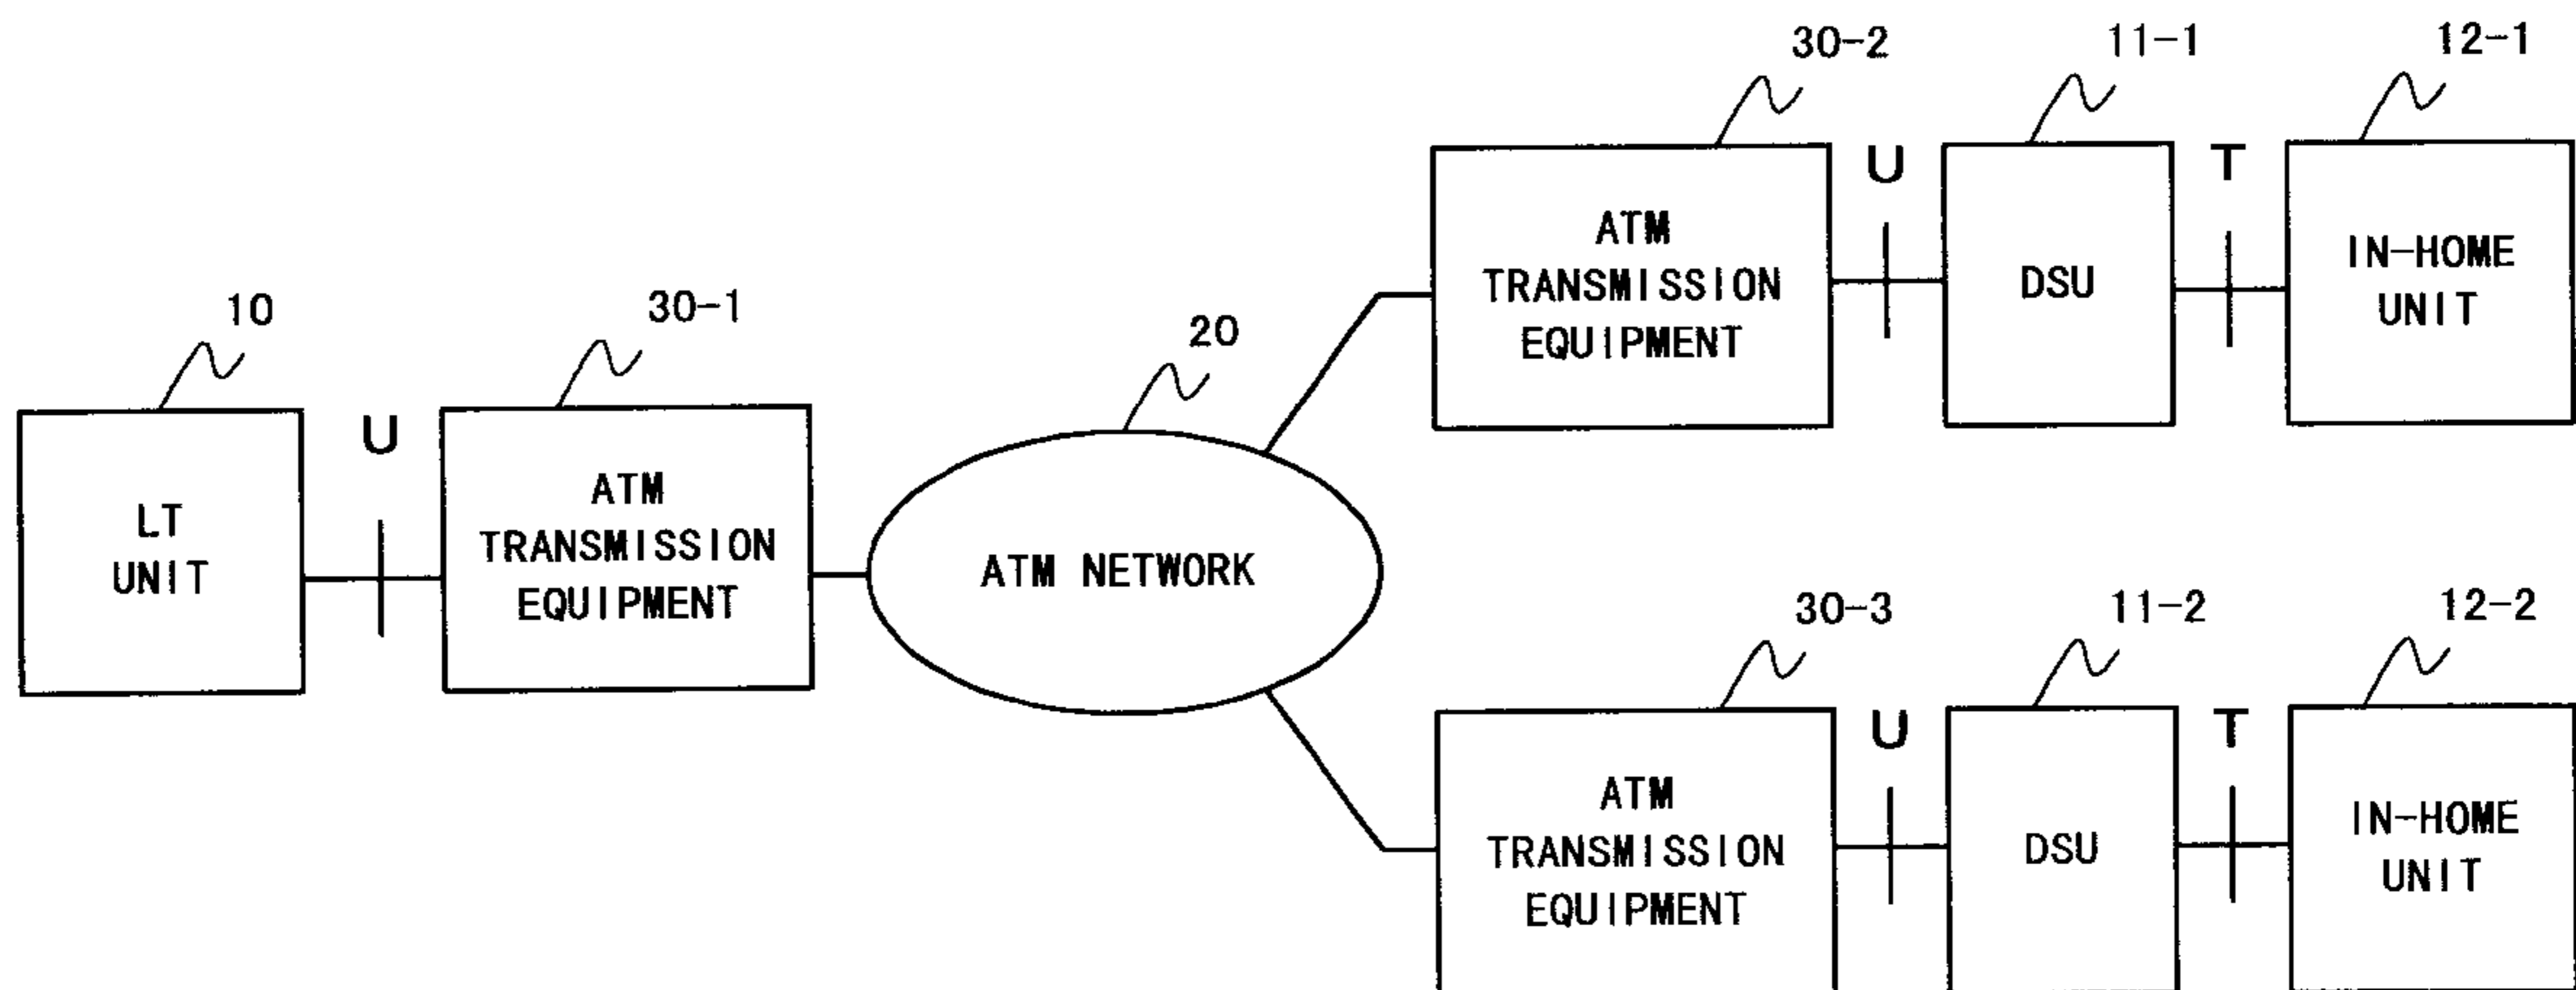 30-2
11-1
12-1
U
T
ATM
TRANSMISSION
EQUIPMENT
DSU
IN-HOME
UNIT
10
30-1
20
U
LT
UNIT
ATM
TRANSMISSION
EQUIPMENT
ATM NETWORK
30-3
11-2
12-2
U
T
ATM
TRANSMISSION
EQUIPMENT
DSU
IN-HOME
UNIT